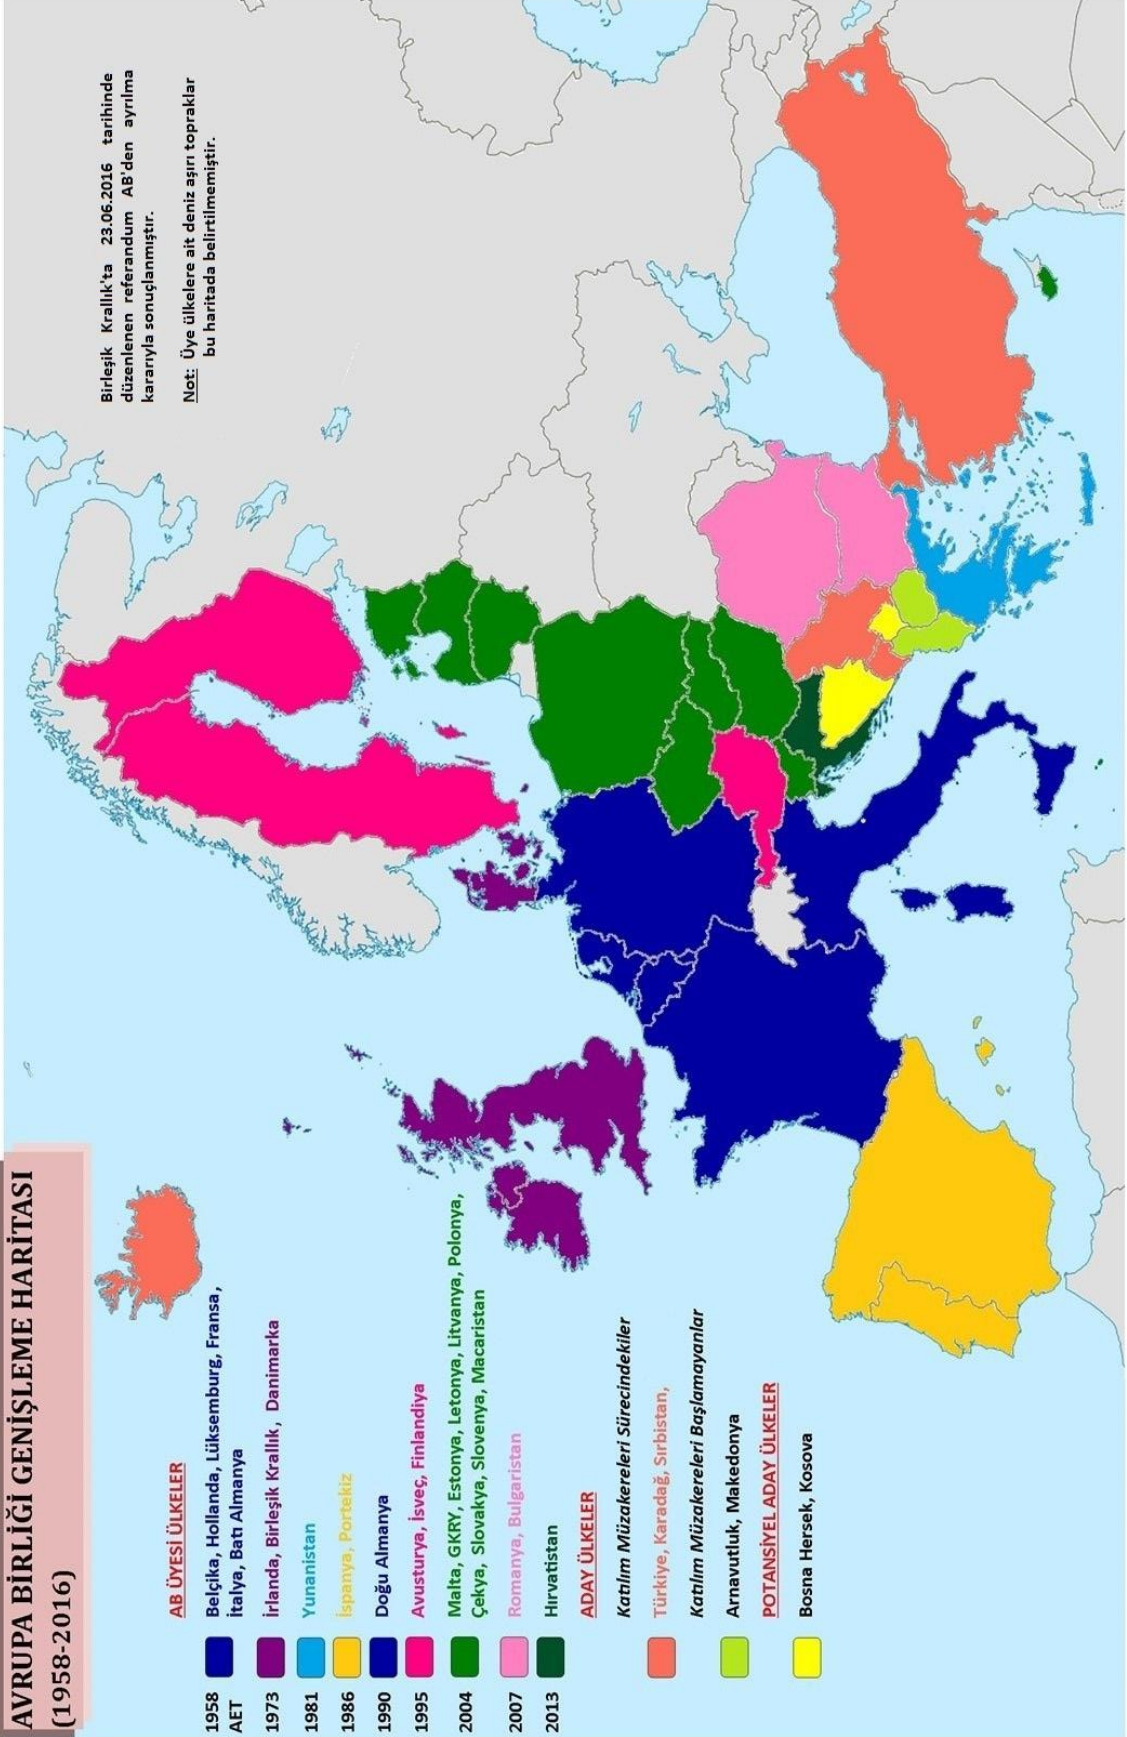 AVRUPA BİRLİĞİ GENİŞLEME HARİTASI
(1958-2016)
Birleşik Krallık'ta 23.06.2016 tarihinde
düzenlenen referandum AB'den ayrılma
kararıyla sonuçlanmıştır.
Not: Üye ülkelere ait deniz aşırı topraklar
bu haritada belirtilmemiştir.
AB ÜYESİ ÜLKELER
1958 Belçika, Hollanda, Lüksemburg, Fransa,
AET İtalya, Batı Almanya
1973 İrlanda, Birleşik Krallık, Danimarka
1981 Yunanistan
1986 İspanya, Portekiz
1990 Doğu Almanya
1995 Avusturya, İsveç, Finlandiya
2004 Malta, GKRY, Estonya, Letonya, Litvanya, Polonya,
Çekya, Slovakya, Slovenya, Macaristan
2007 Romanya, Bulgaristan
2013 Hırvatistan
ADAY ÜLKELER
Katılım Müzakereleri Sürecindekiler
Türkiye, Karadağ, Sırbistan,
Katılım Müzakereleri Başlamayanlar
Arnavutluk, Makedonya
POTANSİYEL ADAY ÜLKELER
Bosna Hersek, Kosova